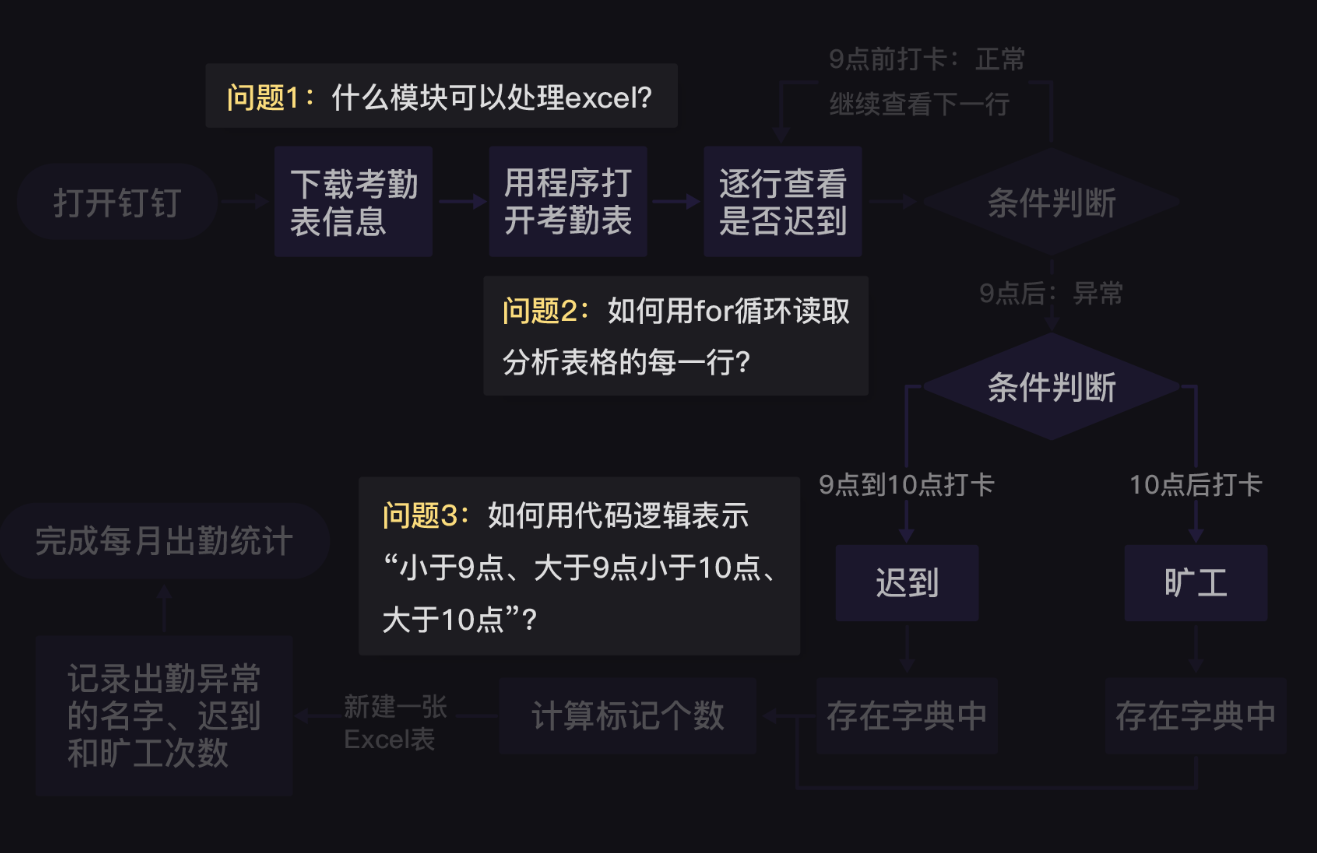 9点前打卡：正常
继续查看下一行
问题1：什么模块可以处理excel?
打开钉钉
下载考勤
表信息
用程序打
开考勤表
逐行查看
是否迟到
条件判断
9点后：异常
问题2：如何用for循环读取
分析表格的每一行?
条件判断
9点到10点打卡
10点后打卡
问题3：如何用代码逻辑表示
“小于9点、大于9点小于10点、
大于10点”?
迟到
旷工
完成每月出勤统计
记录出勤异常
的名字、迟到
和旷工次数
新建一张
Excel表
计算标记个数
存在字典中
存在字典中